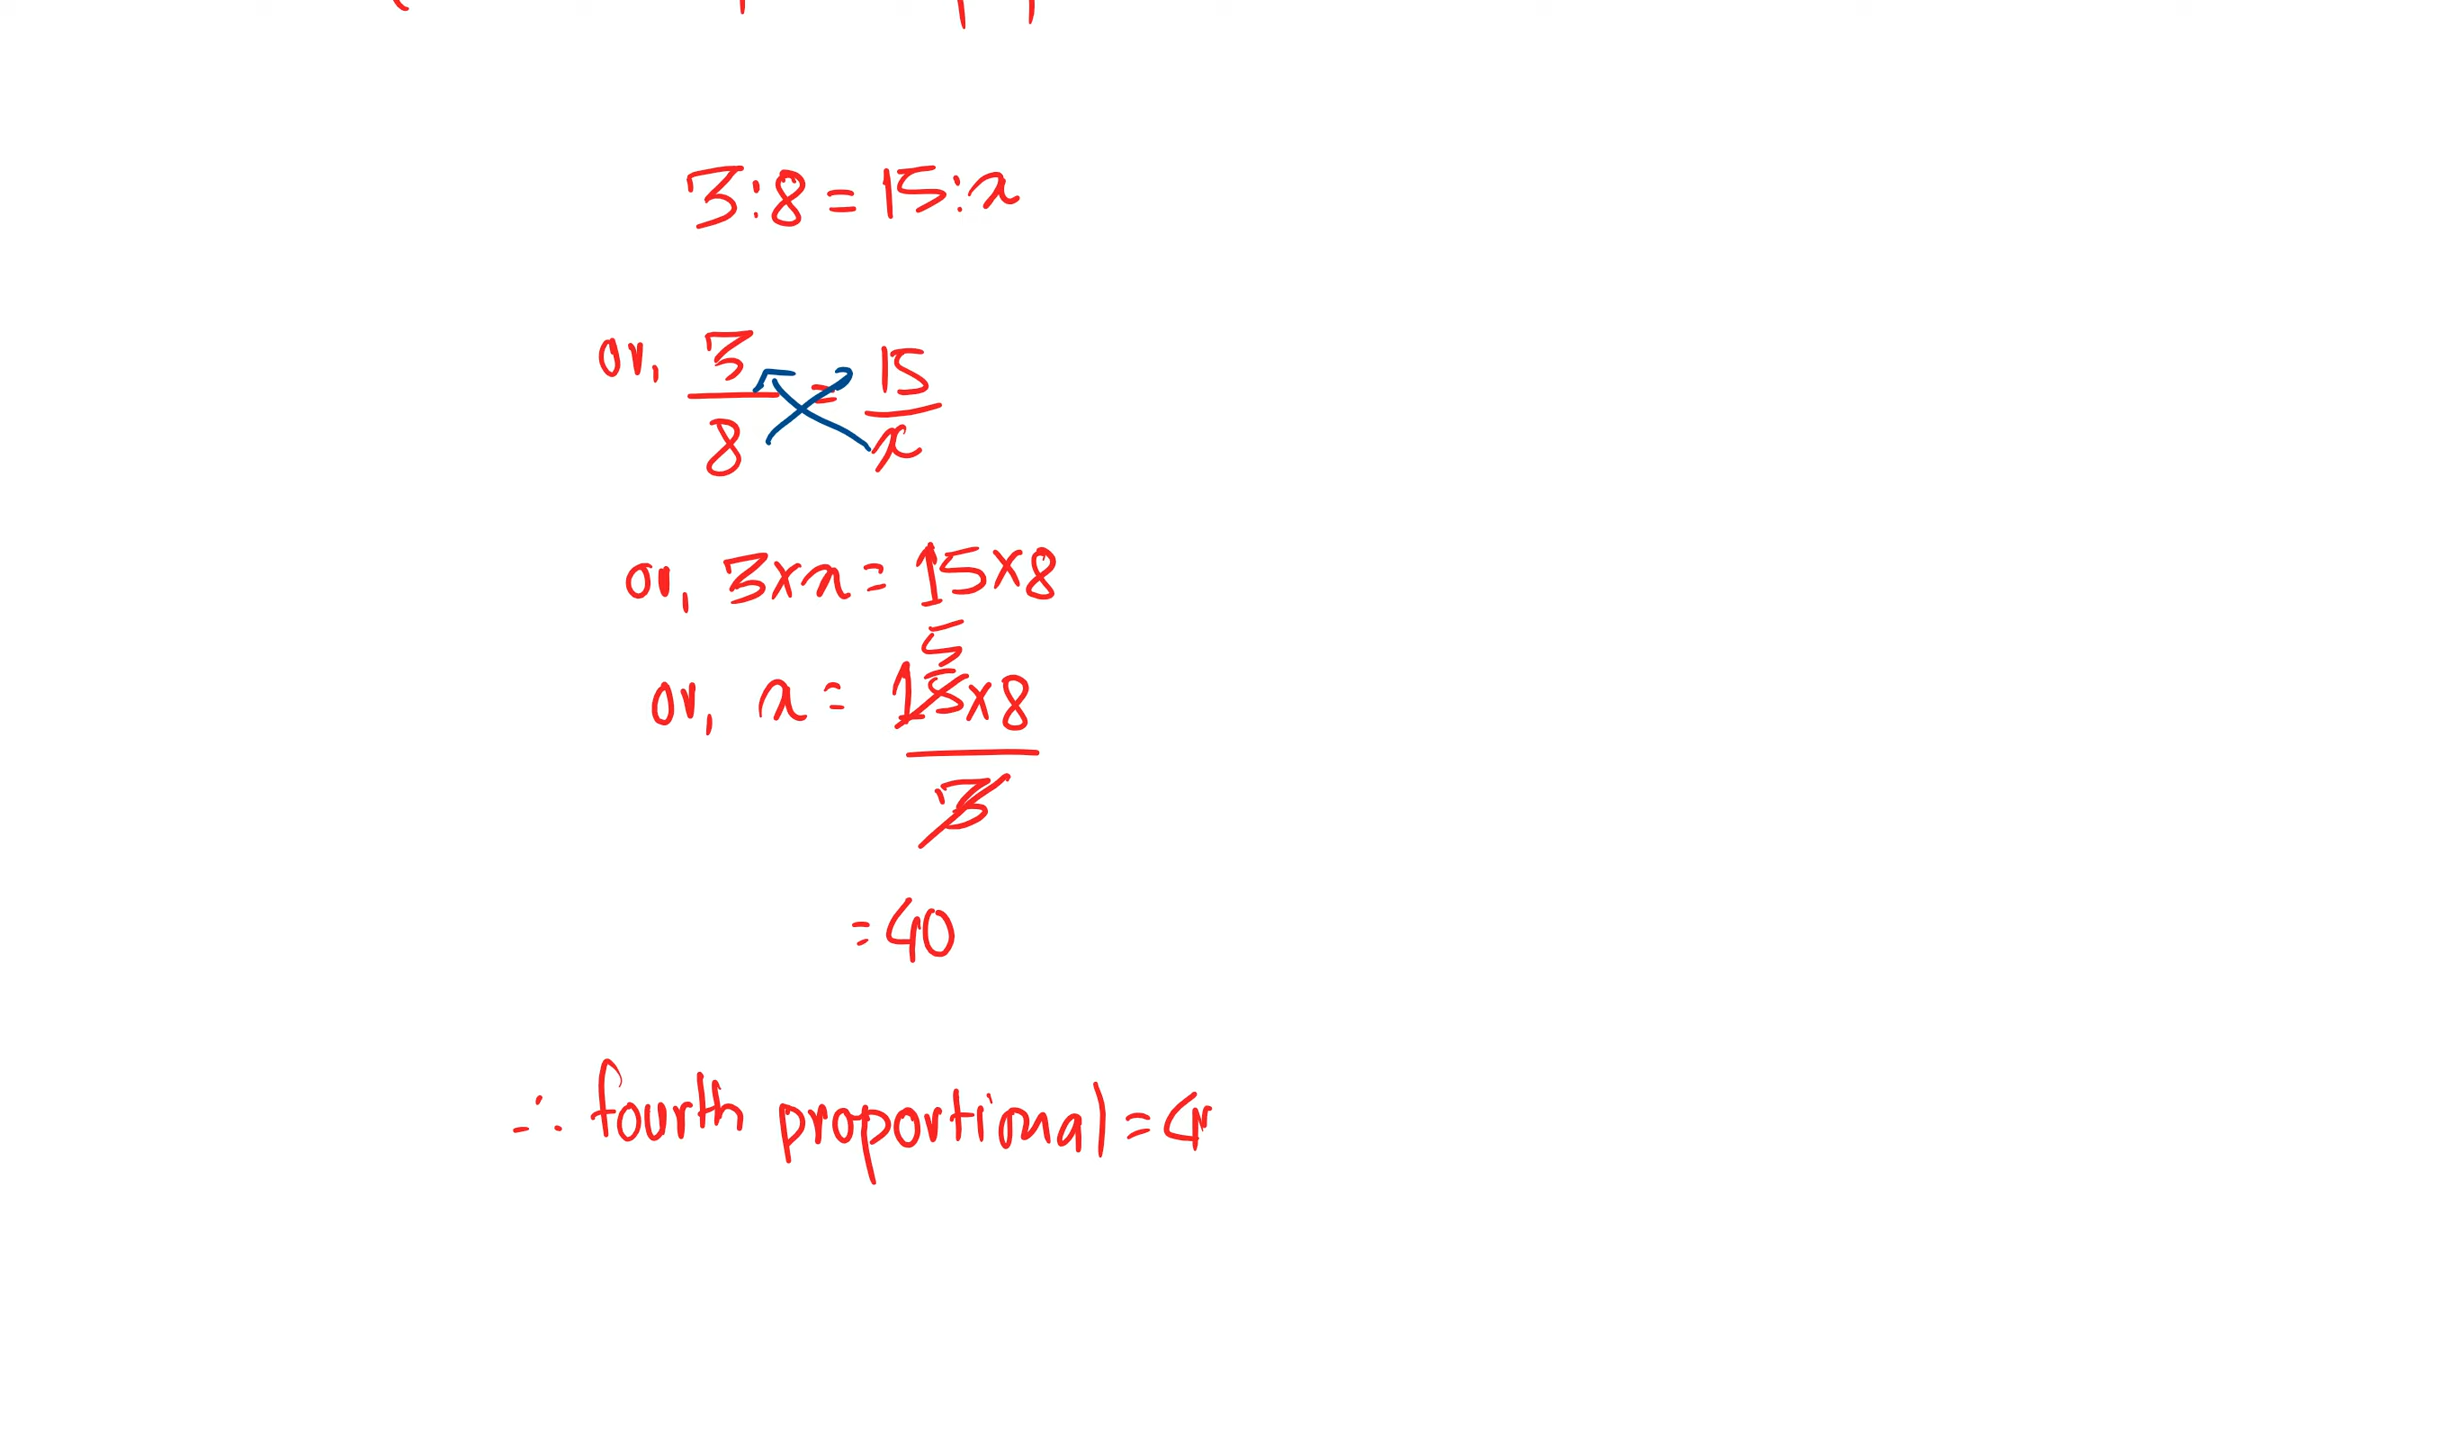 3:8=15:x
or, 3/8 = 15/x
or, 3×x=15×8
or, x= 15×8/3
5
=40
∴ fourth proportional=4